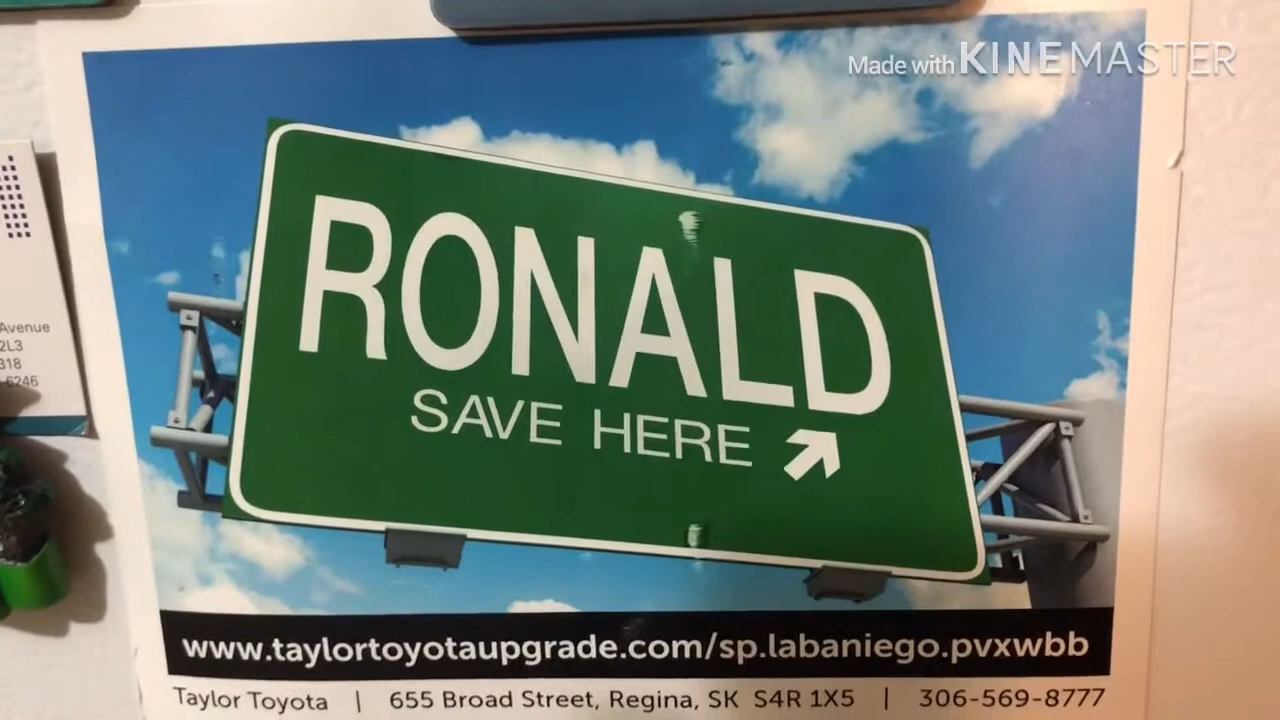 Made with KINEMASTER
RONALD
SAVE HERE
www.taylortoyotaupgrade.com/sp.labaniego.pvxwbb
Taylor Toyota | 655 Broad Street, Regina, SK S4R 1X5 | 306-569-8777
Avenue
2L3
318
6246